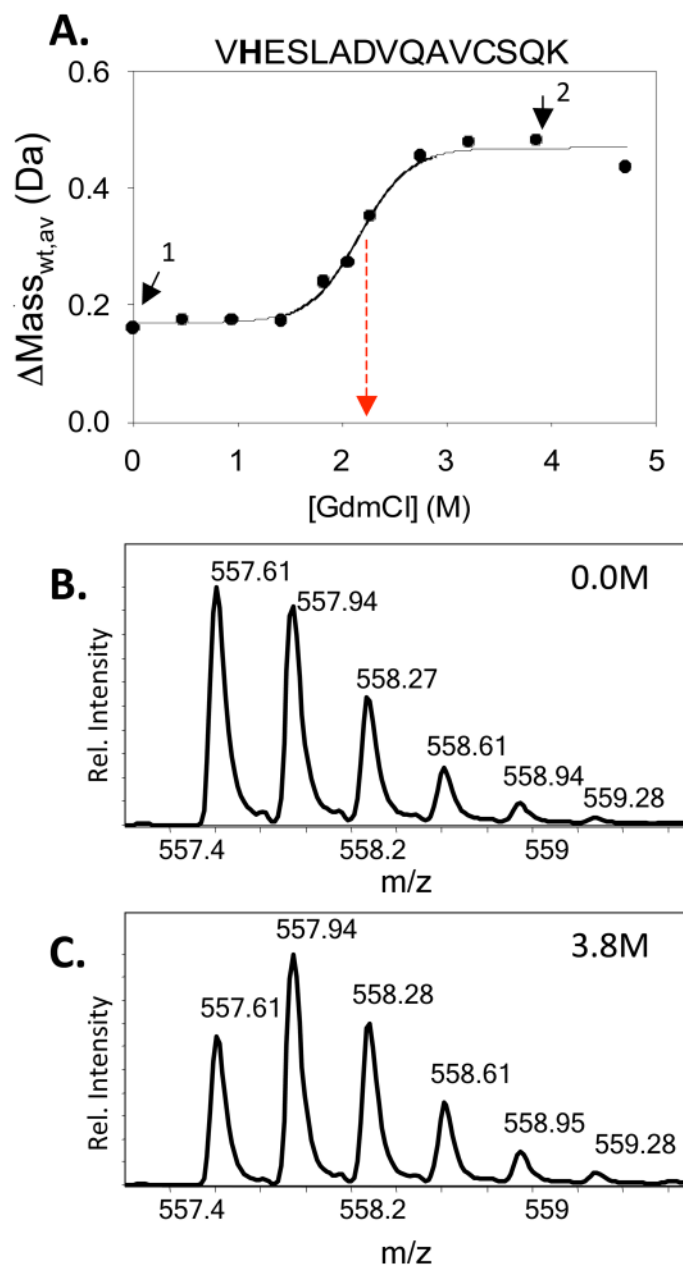 A.
VHESLADVQAVCSQK
0.6
0.4
0.2
0.0
ΔMass wt,av (Da)
1
2
0 1 2 3 4 5
[GdmCl] (M)
B.
0.0M
557.61
557.94
558.27
558.61
558.94
559.28
Rel. Intensity
557.4 558.2 559
m/z
C.
3.8M
557.94
557.61
558.28
558.61
558.95
559.28
Rel. Intensity
557.4 558.2 559
m/z